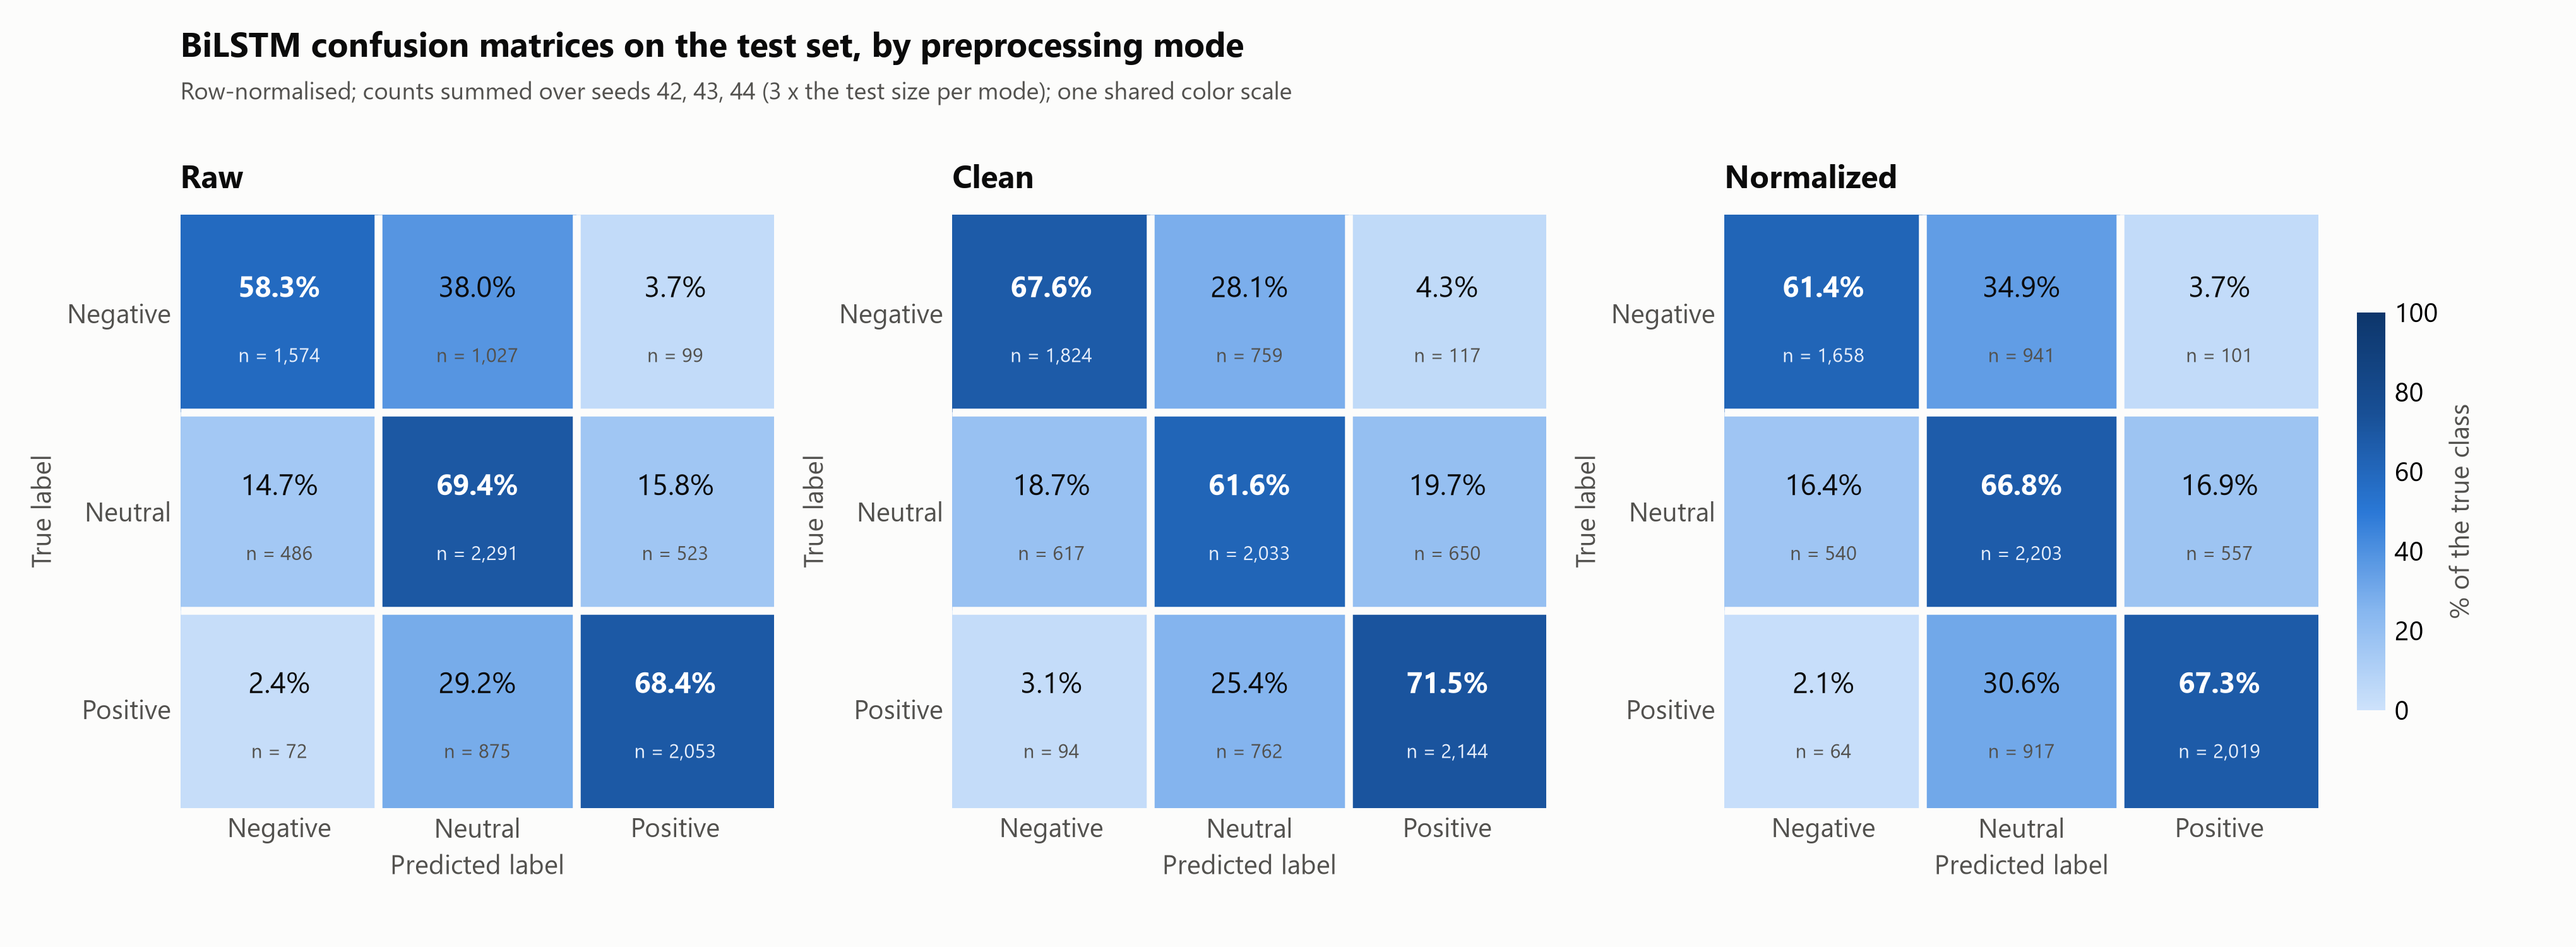 BiLSTM confusion matrices on the test set, by preprocessing mode
Row-normalised; counts summed over seeds 42, 43, 44 (3 x the test size per mode); one shared color scale
Raw
True label
Negative
58.3%
38.0%
3.7%
n = 1,574
n = 1,027
n = 99
Neutral
14.7%
69.4%
15.8%
n = 486
n = 2,291
n = 523
Positive
2.4%
29.2%
68.4%
n = 72
n = 875
n = 2,053
Negative
Neutral
Positive
Predicted label
Clean
True label
Negative
67.6%
28.1%
4.3%
n = 1,824
n = 759
n = 117
Neutral
18.7%
61.6%
19.7%
n = 617
n = 2,033
n = 650
Positive
3.1%
25.4%
71.5%
n = 94
n = 762
n = 2,144
Negative
Neutral
Positive
Predicted label
Normalized
True label
Negative
61.4%
34.9%
3.7%
n = 1,658
n = 941
n = 101
Neutral
16.4%
66.8%
16.9%
n = 540
n = 2,203
n = 557
Positive
2.1%
30.6%
67.3%
n = 64
n = 917
n = 2,019
Negative
Neutral
Positive
Predicted label
100
80
60
40
20
0
% of the true class